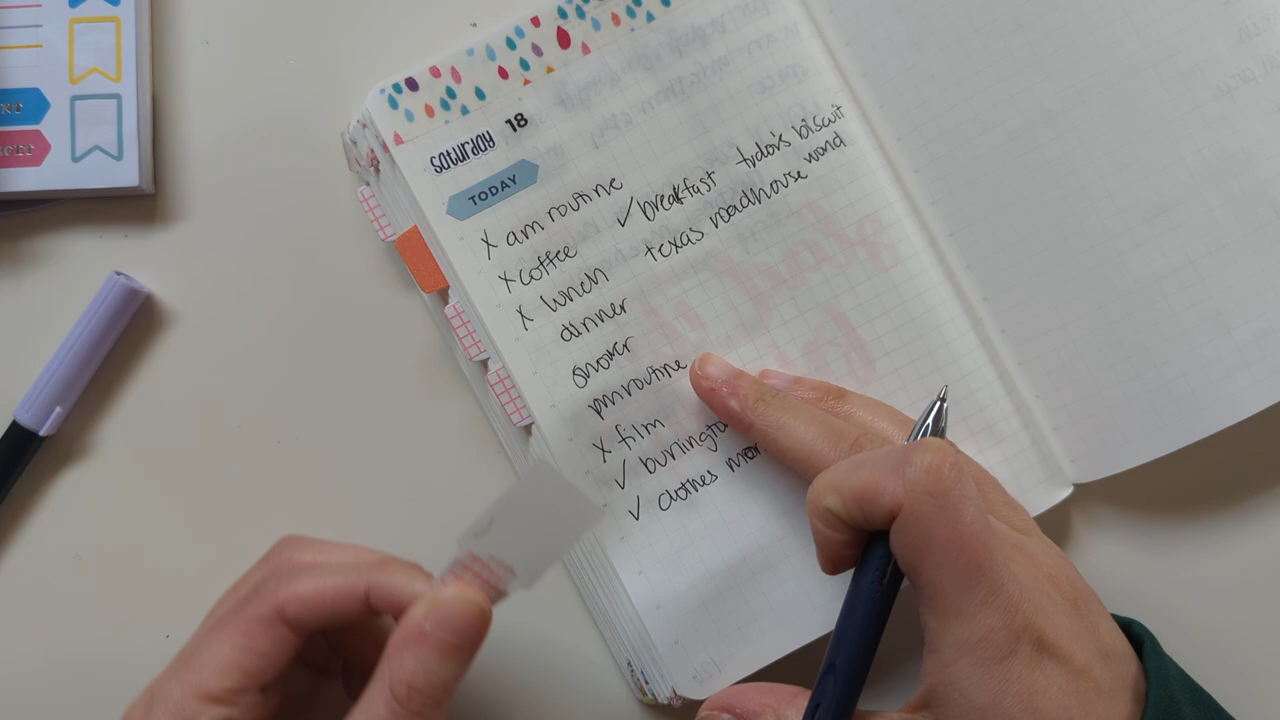 SATURDAY 18
TODAY
x am routine
x coffee ✓ breakfast tudor's biscuit world
x lunch texas roadhouse
dinner
shower
pm routine
x film
✓ burlington
✓ clothes